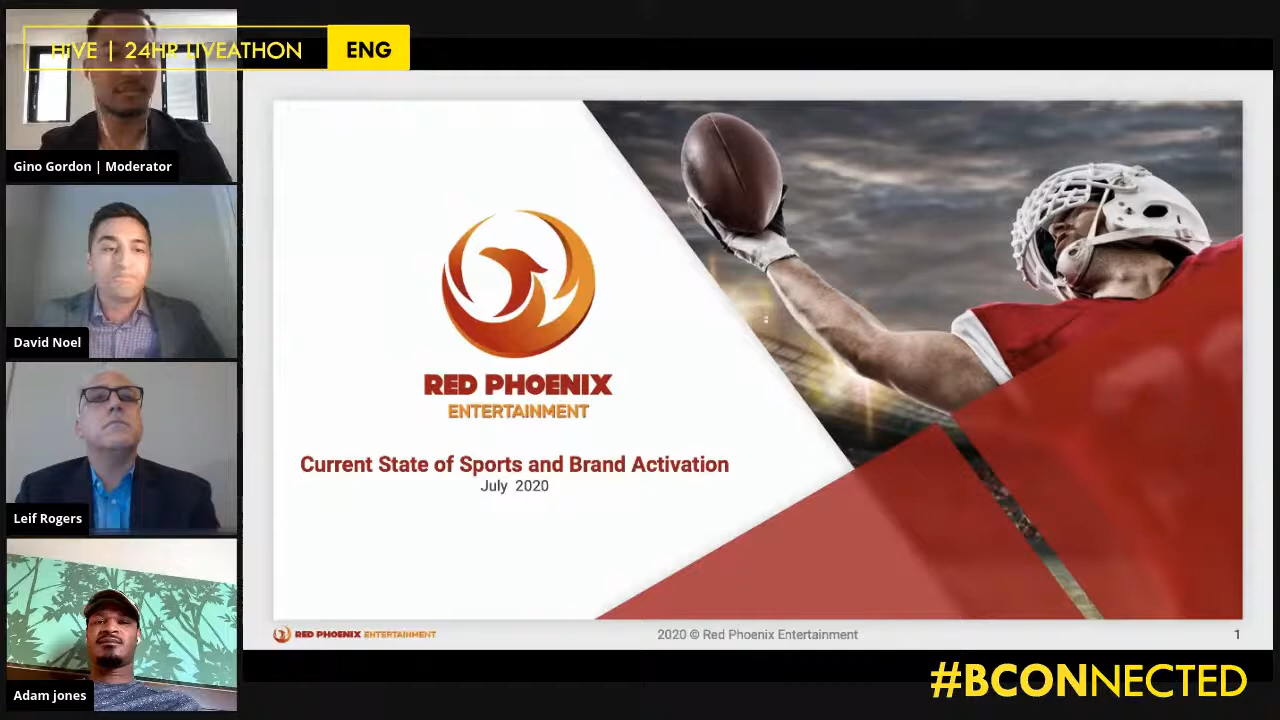 HiVE | 24HR LIVEATHON ENG
Gino Gordon | Moderator
David Noel
Leif Rogers
Adam jones
RED PHOENIX
ENTERTAINMENT
Current State of Sports and Brand Activation
July 2020
RED PHOENIX ENTERTAINMENT
2020 © Red Phoenix Entertainment
1
#BCONNECTED